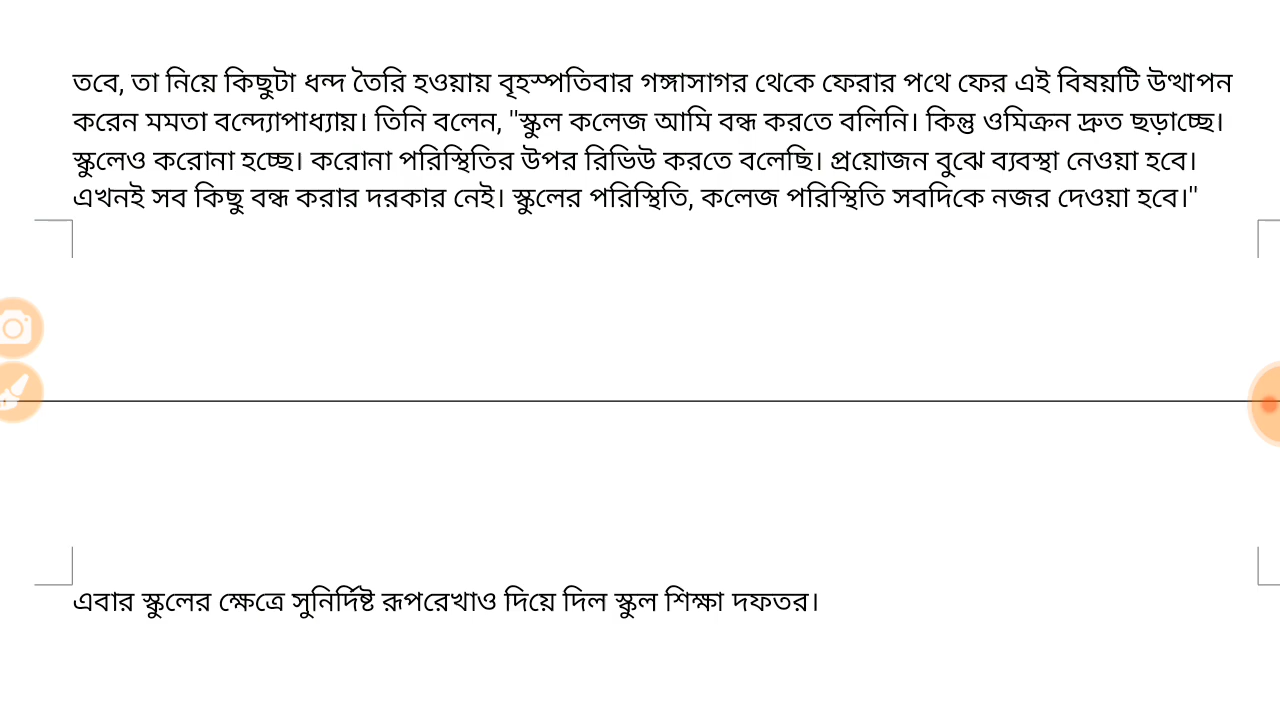 তবে, তা নিয়ে কিছুটা ধন্দ তৈরি হওয়ায় বৃহস্পতিবার গঙ্গাসাগর থেকে ফেরার পথে ফের এই বিষয়টি উত্থাপন
করেন মমতা বন্দ্যোপাধ্যায়। তিনি বলেন, "স্কুল কলেজ আমি বন্ধ করতে বলিনি। কিন্তু ওমিক্রন দ্রুত ছড়াচ্ছে।
স্কুলেও করোনা হচ্ছে। করোনা পরিস্থিতির উপর রিভিউ করতে বলেছি। প্রয়োজন বুঝে ব্যবস্থা নেওয়া হবে।
এখনই সব কিছু বন্ধ করার দরকার নেই। স্কুলের পরিস্থিতি, কলেজ পরিস্থিতি সবদিকে নজর দেওয়া হবে।"
এবার স্কুলের ক্ষেত্রে সুনির্দিষ্ট রূপরেখাও দিয়ে দিল স্কুল শিক্ষা দফতর।